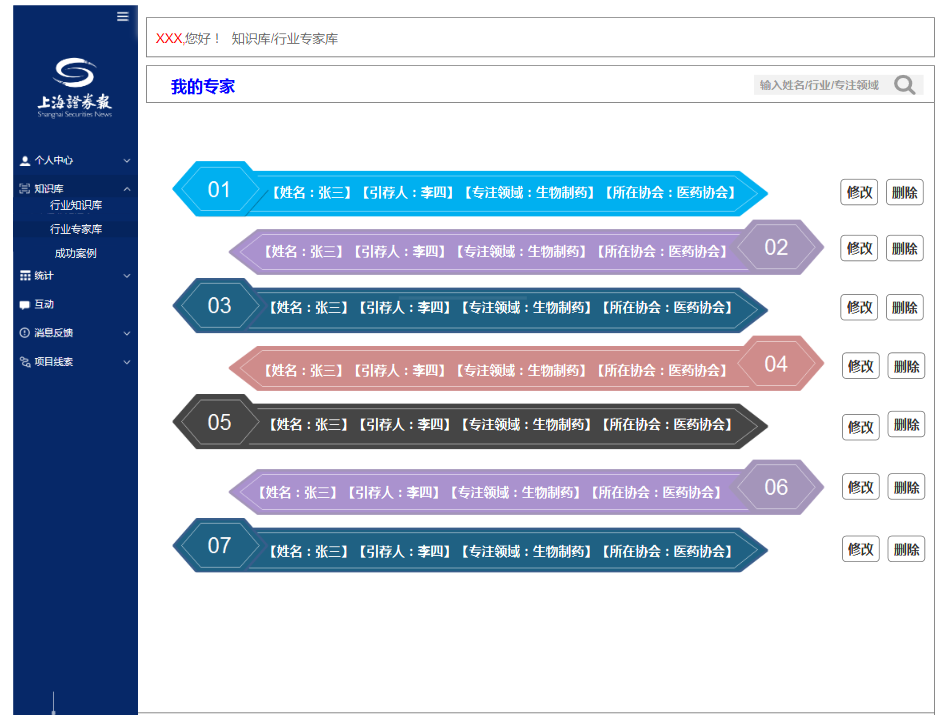 XXX,您好！ 知识库/行业专家库
上海證券報
Shanghai Securities News
个人中心
知识库
行业知识库
行业专家库
成功案例
统计
互动
消息反馈
项目线索
我的专家
输入姓名/行业/专注领域
01 【姓名：张三】【引荐人：李四】【专注领域：生物制药】【所在协会：医药协会】 修改 删除
【姓名：张三】【引荐人：李四】【专注领域：生物制药】【所在协会：医药协会】 02 修改 删除
03 【姓名：张三】【引荐人：李四】【专注领域：生物制药】【所在协会：医药协会】 修改 删除
【姓名：张三】【引荐人：李四】【专注领域：生物制药】【所在协会：医药协会】 04 修改 删除
05 【姓名：张三】【引荐人：李四】【专注领域：生物制药】【所在协会：医药协会】 修改 删除
【姓名：张三】【引荐人：李四】【专注领域：生物制药】【所在协会：医药协会】 06 修改 删除
07 【姓名：张三】【引荐人：李四】【专注领域：生物制药】【所在协会：医药协会】 修改 删除